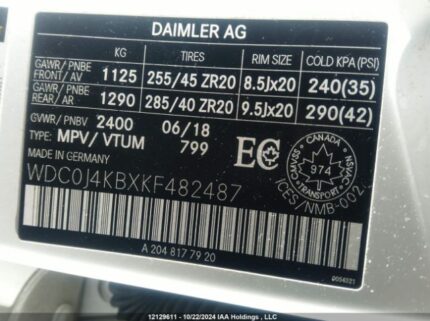 DAIMLER AG
KG TIRES RIM SIZE COLD KPA(PSI)
GAWR/PNBE FRONT/AV 1125 255/45 ZR20 8.5Jx20 240(35)
GAWR/PNBE REAR/AR 1290 285/40 ZR20 9.5Jx20 290(42)
GVWR/PNBV 2400 06/18
TYPE: MPV/VTUM 799
MADE IN GERMANY
EC
CANADA
CMVSS
NSVAC
974
ICES/NMB-002
WDC0J4KBXKF482487
A 204 817 79 20
12129611 - 10/22/2024 IAA Holdings , LLC